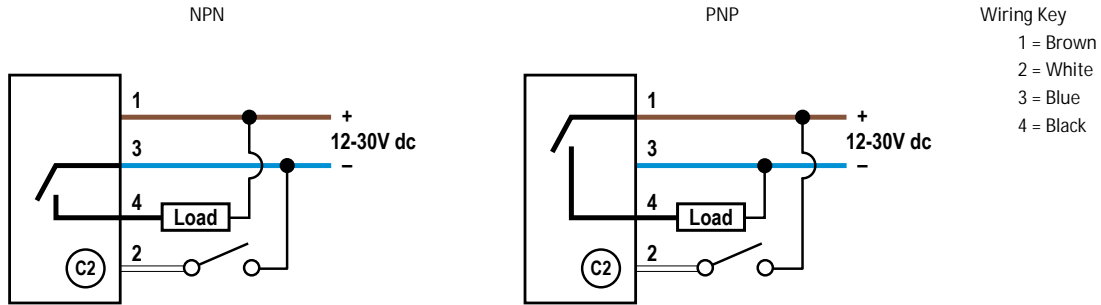 NPN
1
+
12-30V dc
3
–
4
Load
2
C2
PNP
1
+
12-30V dc
3
–
4
Load
2
C2
Wiring Key
1 = Brown
2 = White
3 = Blue
4 = Black